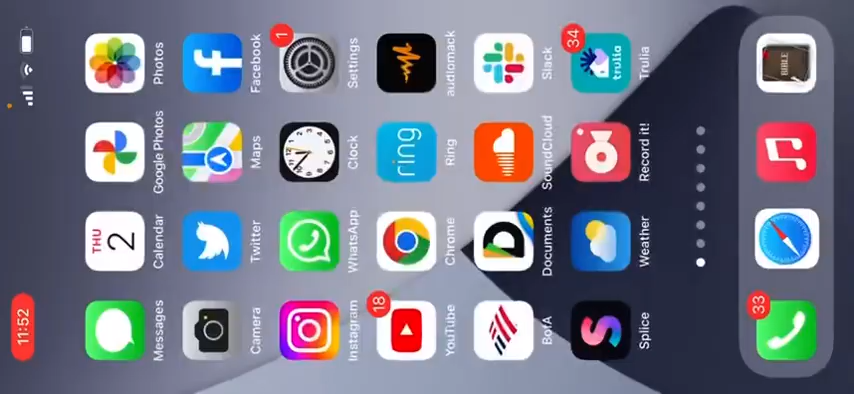 11:52
THU
2
Messages Calendar Google Photos Photos
1
Camera Twitter Maps Facebook
Instagram WhatsApp Clock Settings
18
ring
YouTube Chrome Ring audiomack
BofA Documents SoundCloud Slack
34
trulia
Splice Weather Record it! Trulia
33
BIBLE